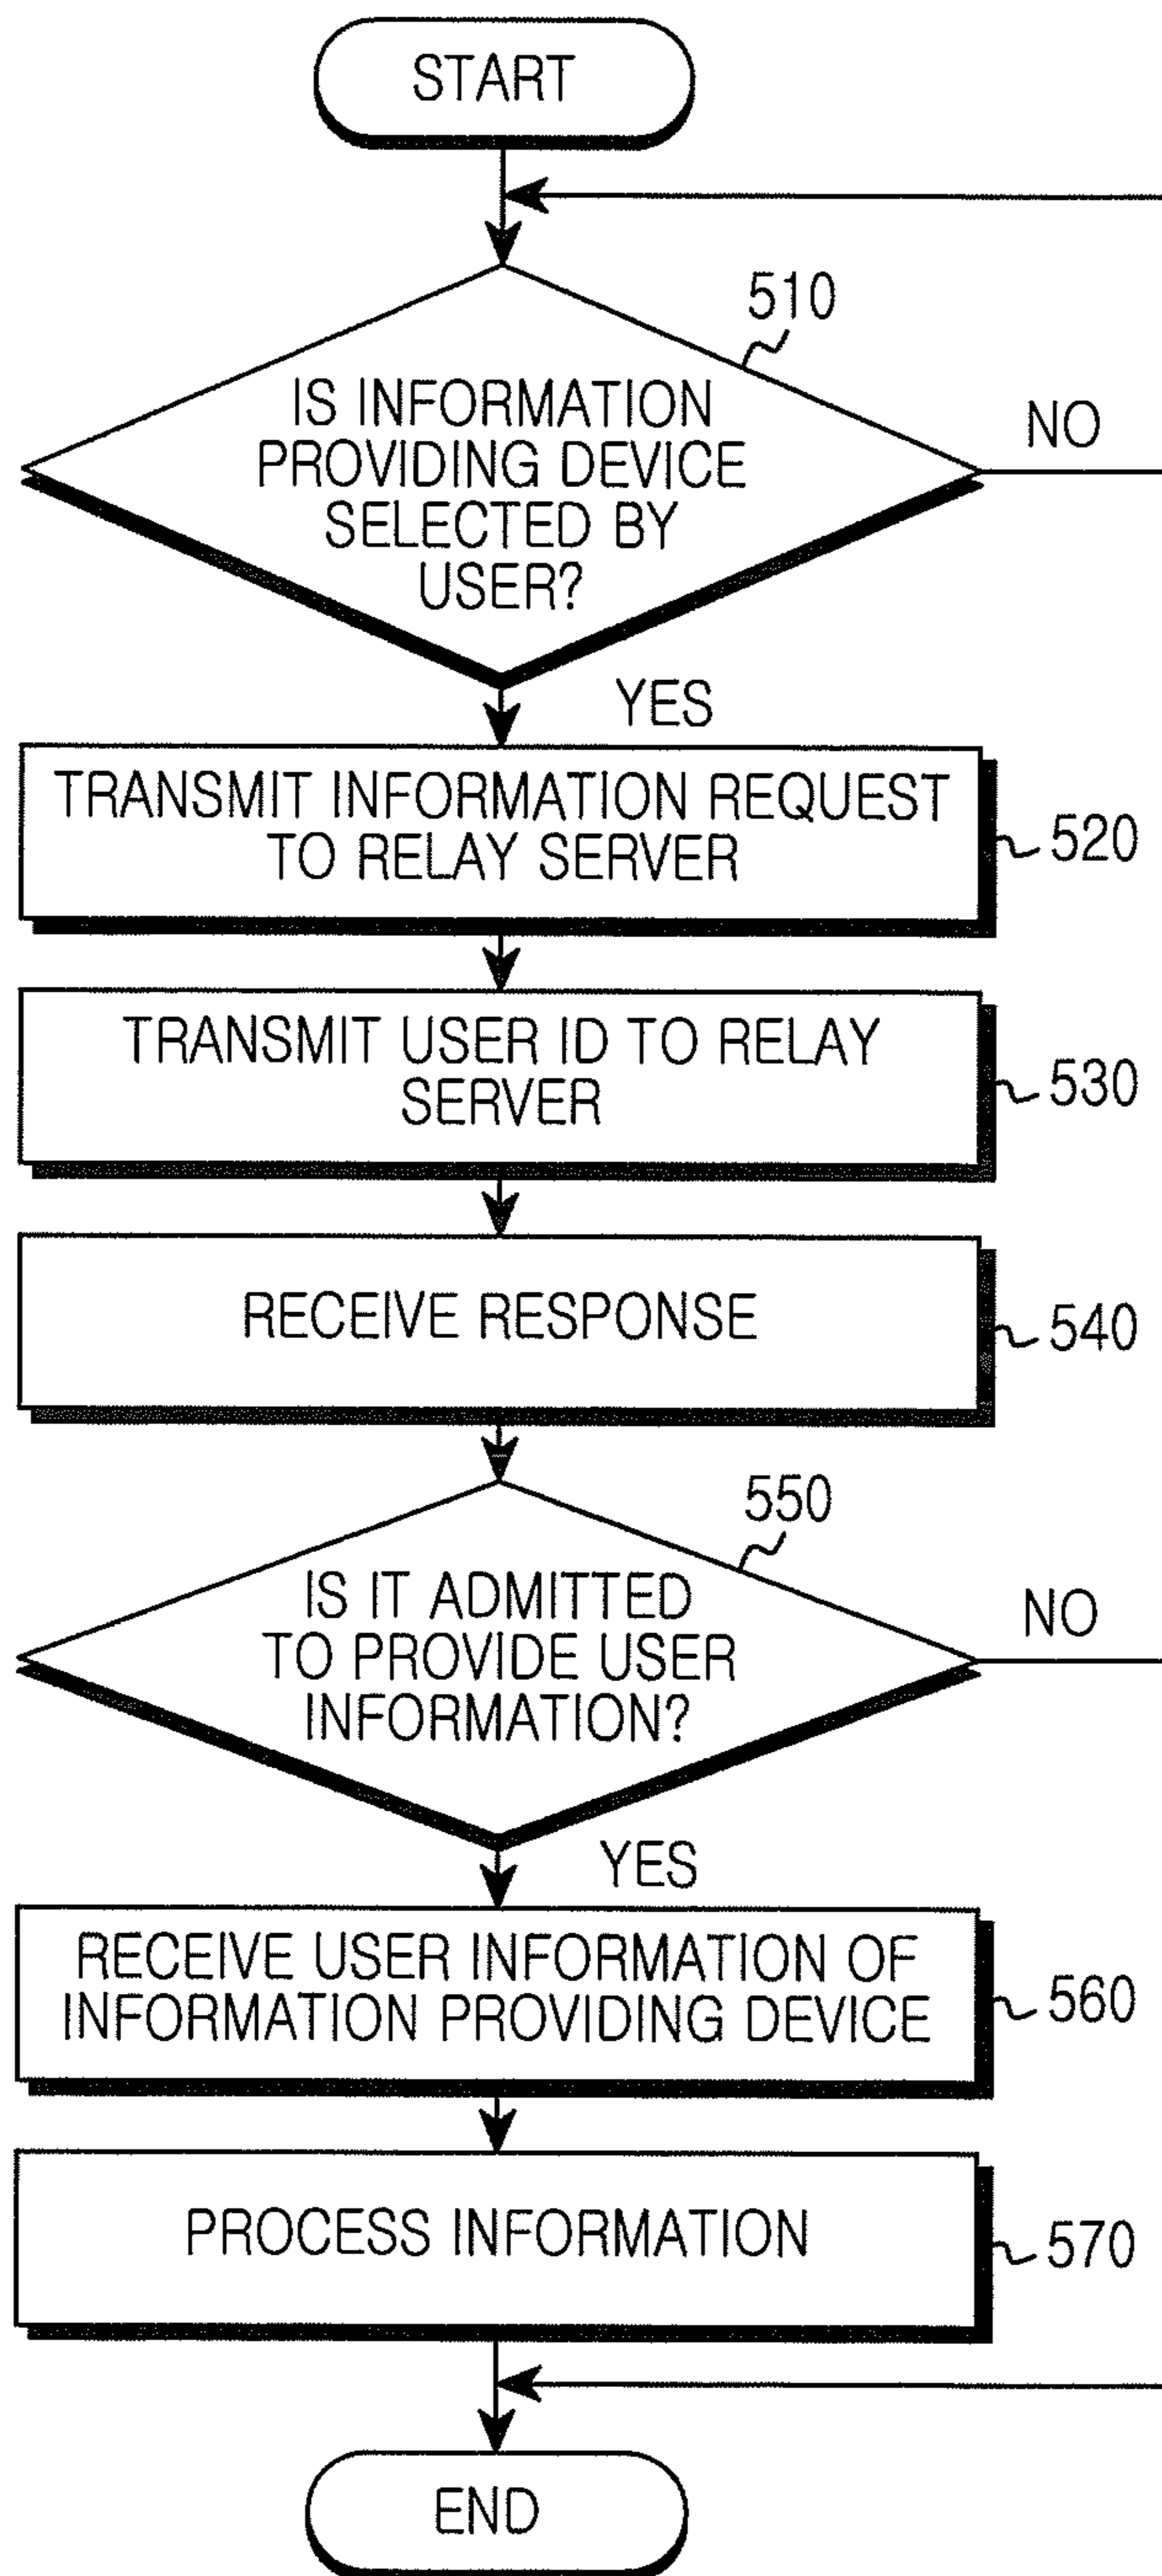 START
510
IS INFORMATION
PROVIDING DEVICE
SELECTED BY
USER?
NO
YES
TRANSMIT INFORMATION REQUEST
TO RELAY SERVER
520
TRANSMIT USER ID TO RELAY
SERVER
530
RECEIVE RESPONSE
540
550
IS IT ADMITTED
TO PROVIDE USER
INFORMATION?
NO
YES
RECEIVE USER INFORMATION OF
INFORMATION PROVIDING DEVICE
560
PROCESS INFORMATION
570
END